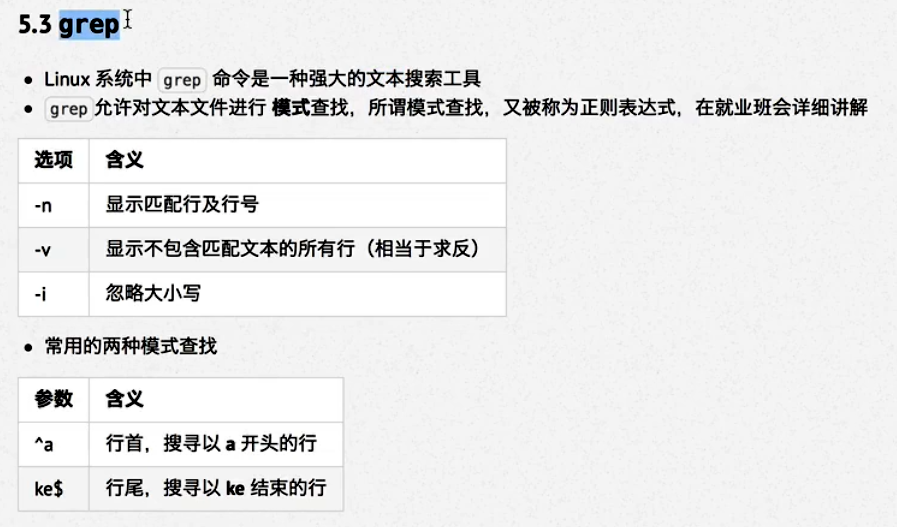 5.3 grep
• Linux 系统中 grep 命令是一种强大的文本搜索工具
• grep允许对文本文件进行 模式查找，所谓模式查找，又被称为正则表达式，在就业班会详细讲解
选项 含义
-n 显示匹配行及行号
-v 显示不包含匹配文本的所有行（相当于求反）
-i 忽略大小写
• 常用的两种模式查找
参数 含义
^a 行首，搜寻以 a 开头的行
ke$ 行尾，搜寻以 ke 结束的行